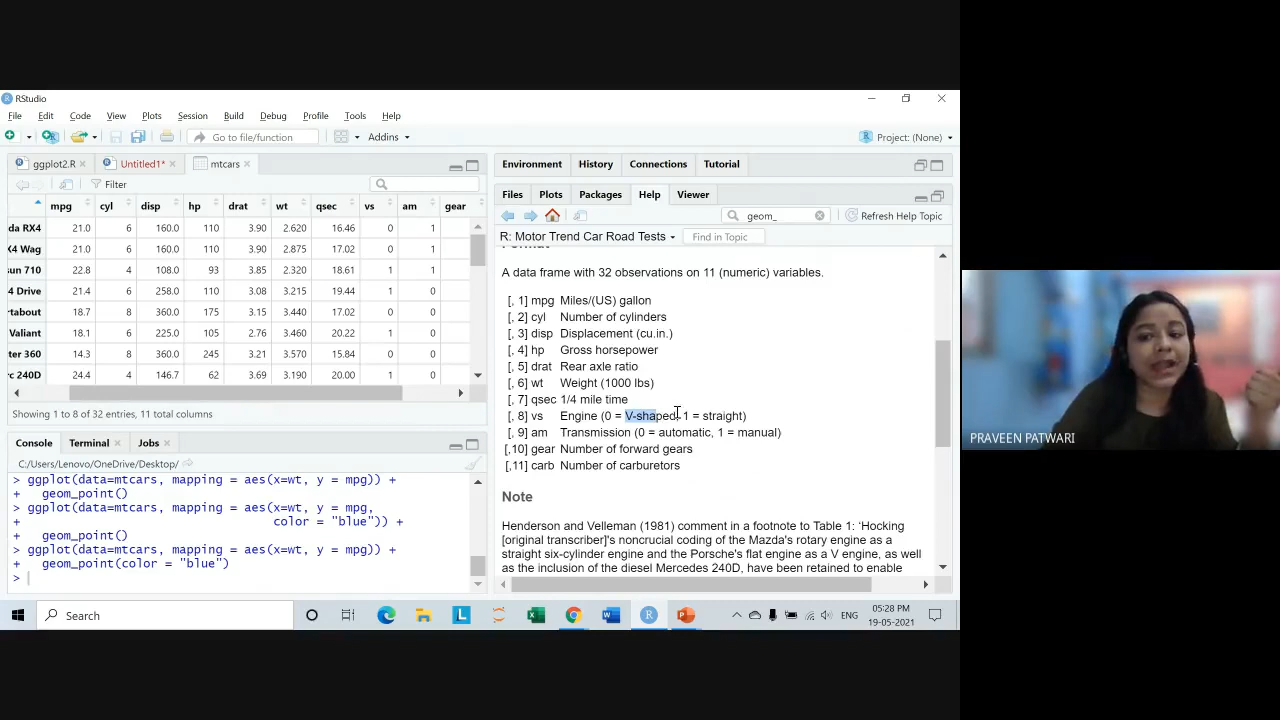 RStudio
File Edit Code View Plots Session Build Debug Profile Tools Help
Go to file/function Addins Project: (None)
ggplot2.R Untitled1* mtcars
Filter
mpg cyl disp hp drat wt qsec vs am gear
da RX4 21.0 6 160.0 110 3.90 2.620 16.46 0 1
X4 Wag 21.0 6 160.0 110 3.90 2.875 17.02 0 1
sun 710 22.8 4 108.0 93 3.85 2.320 18.61 1 1
4 Drive 21.4 6 258.0 110 3.08 3.215 19.44 1 0
rtabout 18.7 8 360.0 175 3.15 3.440 17.02 0 0
Valiant 18.1 6 225.0 105 2.76 3.460 20.22 1 0
ter 360 14.3 8 360.0 245 3.21 3.570 15.84 0 0
rc 240D 24.4 4 146.7 62 3.69 3.190 20.00 1 0
Showing 1 to 8 of 32 entries, 11 total columns
Console Terminal Jobs
C:/Users/Lenovo/OneDrive/Desktop/
> ggplot(data=mtcars, mapping = aes(x=wt, y = mpg)) +
+ geom_point()
> ggplot(data=mtcars, mapping = aes(x=wt, y = mpg,
+ color = "blue")) +
+ geom_point()
> ggplot(data=mtcars, mapping = aes(x=wt, y = mpg)) +
+ geom_point(color = "blue")
>
Environment History Connections Tutorial
Files Plots Packages Help Viewer
geom_ Refresh Help Topic
R: Motor Trend Car Road Tests Find in Topic
Format
A data frame with 32 observations on 11 (numeric) variables.
[, 1] mpg Miles/(US) gallon
[, 2] cyl Number of cylinders
[, 3] disp Displacement (cu.in.)
[, 4] hp Gross horsepower
[, 5] drat Rear axle ratio
[, 6] wt Weight (1000 lbs)
[, 7] qsec 1/4 mile time
[, 8] vs Engine (0 = V-shaped, 1 = straight)
[, 9] am Transmission (0 = automatic, 1 = manual)
[,10] gear Number of forward gears
[,11] carb Number of carburetors
Note
Henderson and Velleman (1981) comment in a footnote to Table 1: ‘Hocking
[original transcriber]'s noncrucial coding of the Mazda's rotary engine as a
straight six-cylinder engine and the Porsche's flat engine as a V engine, as well
as the inclusion of the diesel Mercedes 240D, have been retained to enable
PRAVEEN PATWARI
Search ENG 05:28 PM
19-05-2021